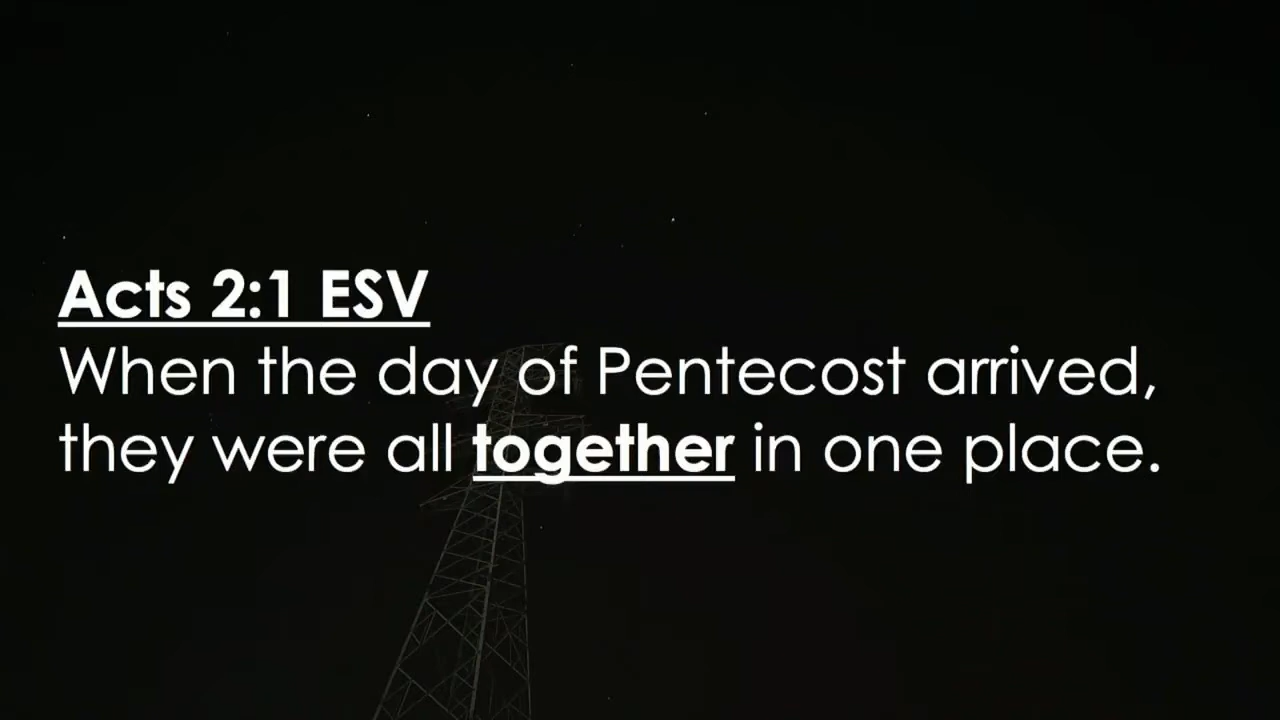 Acts 2:1 ESV
When the day of Pentecost arrived,
they were all together in one place.